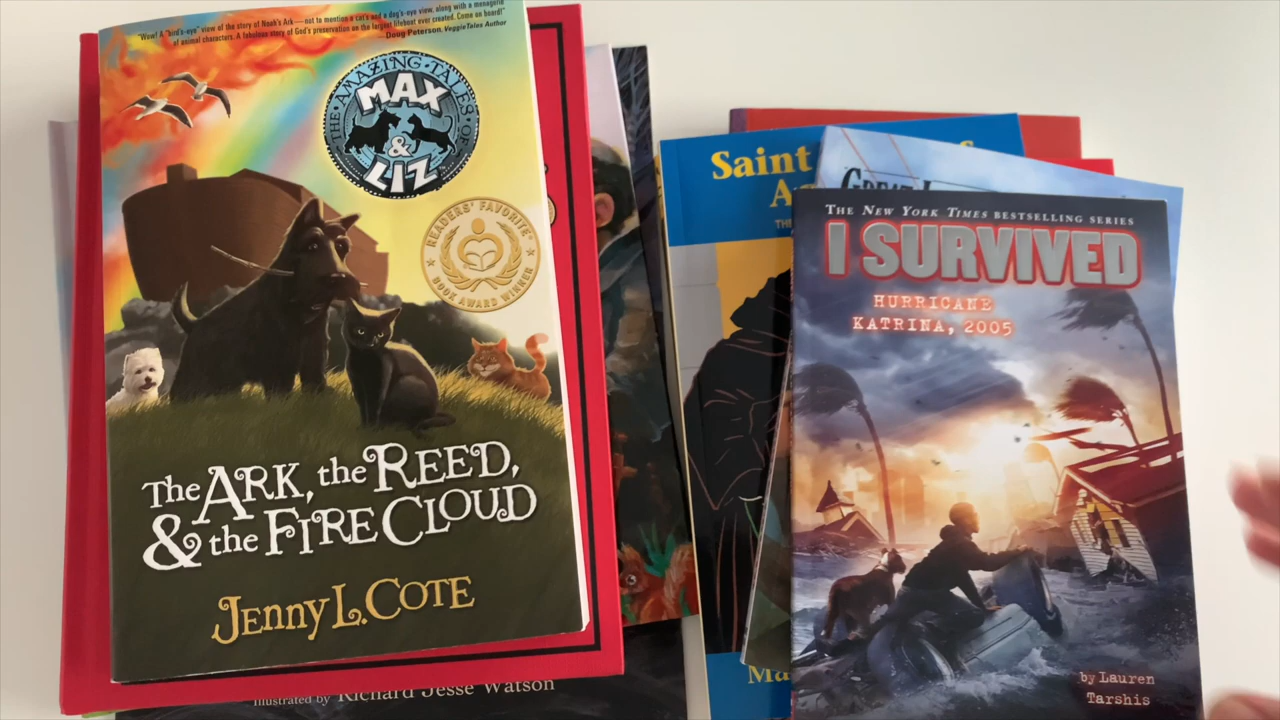 "Wow! A "bird's-eye" view of the story of Noah's Ark—not to mention a cat's and a dog's-eye view, along with a menagerie
of animal characters. A fabulous story of God's preservation on the largest lifeboat ever created. Come on board!"
—Doug Peterson, VeggieTales Author
THE AMAZING TALES OF
MAX
&
LIZ
READERS' FAVORITE
BOOK AWARD WINNER
The ARK, the REED,
& the FIRE CLOUD
Jenny L. Cote
Illustrated by Richard Jesse Watson
Saint
GREAT
THE NEW YORK TIMES BESTSELLING SERIES
I SURVIVED
HURRICANE
KATRINA, 2005
by Lauren
Tarshis